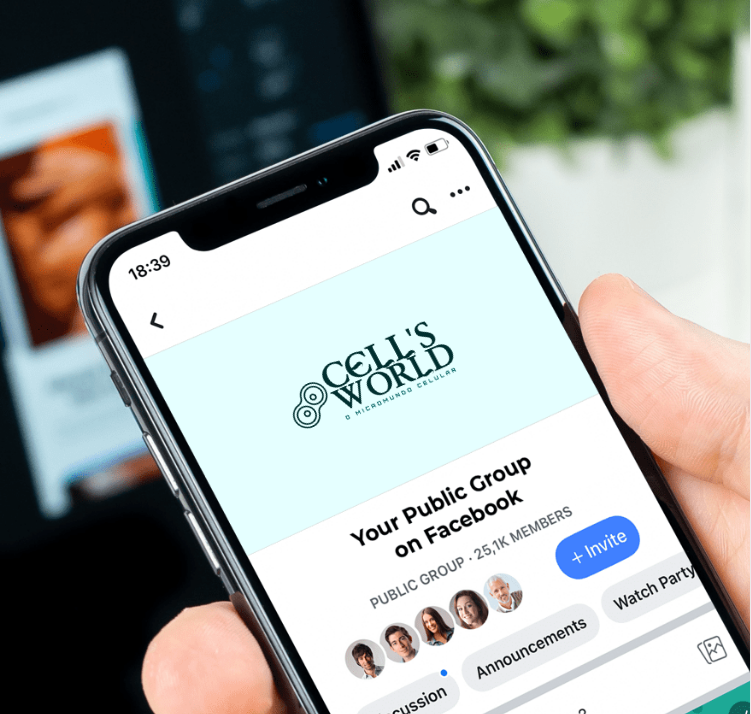 18:39
CELL'S
WORLD
O MICROMUNDO CELULAR
Your Public Group
on Facebook
PUBLIC GROUP · 25,1K MEMBERS
+ Invite
cussion
Announcements
Watch Party